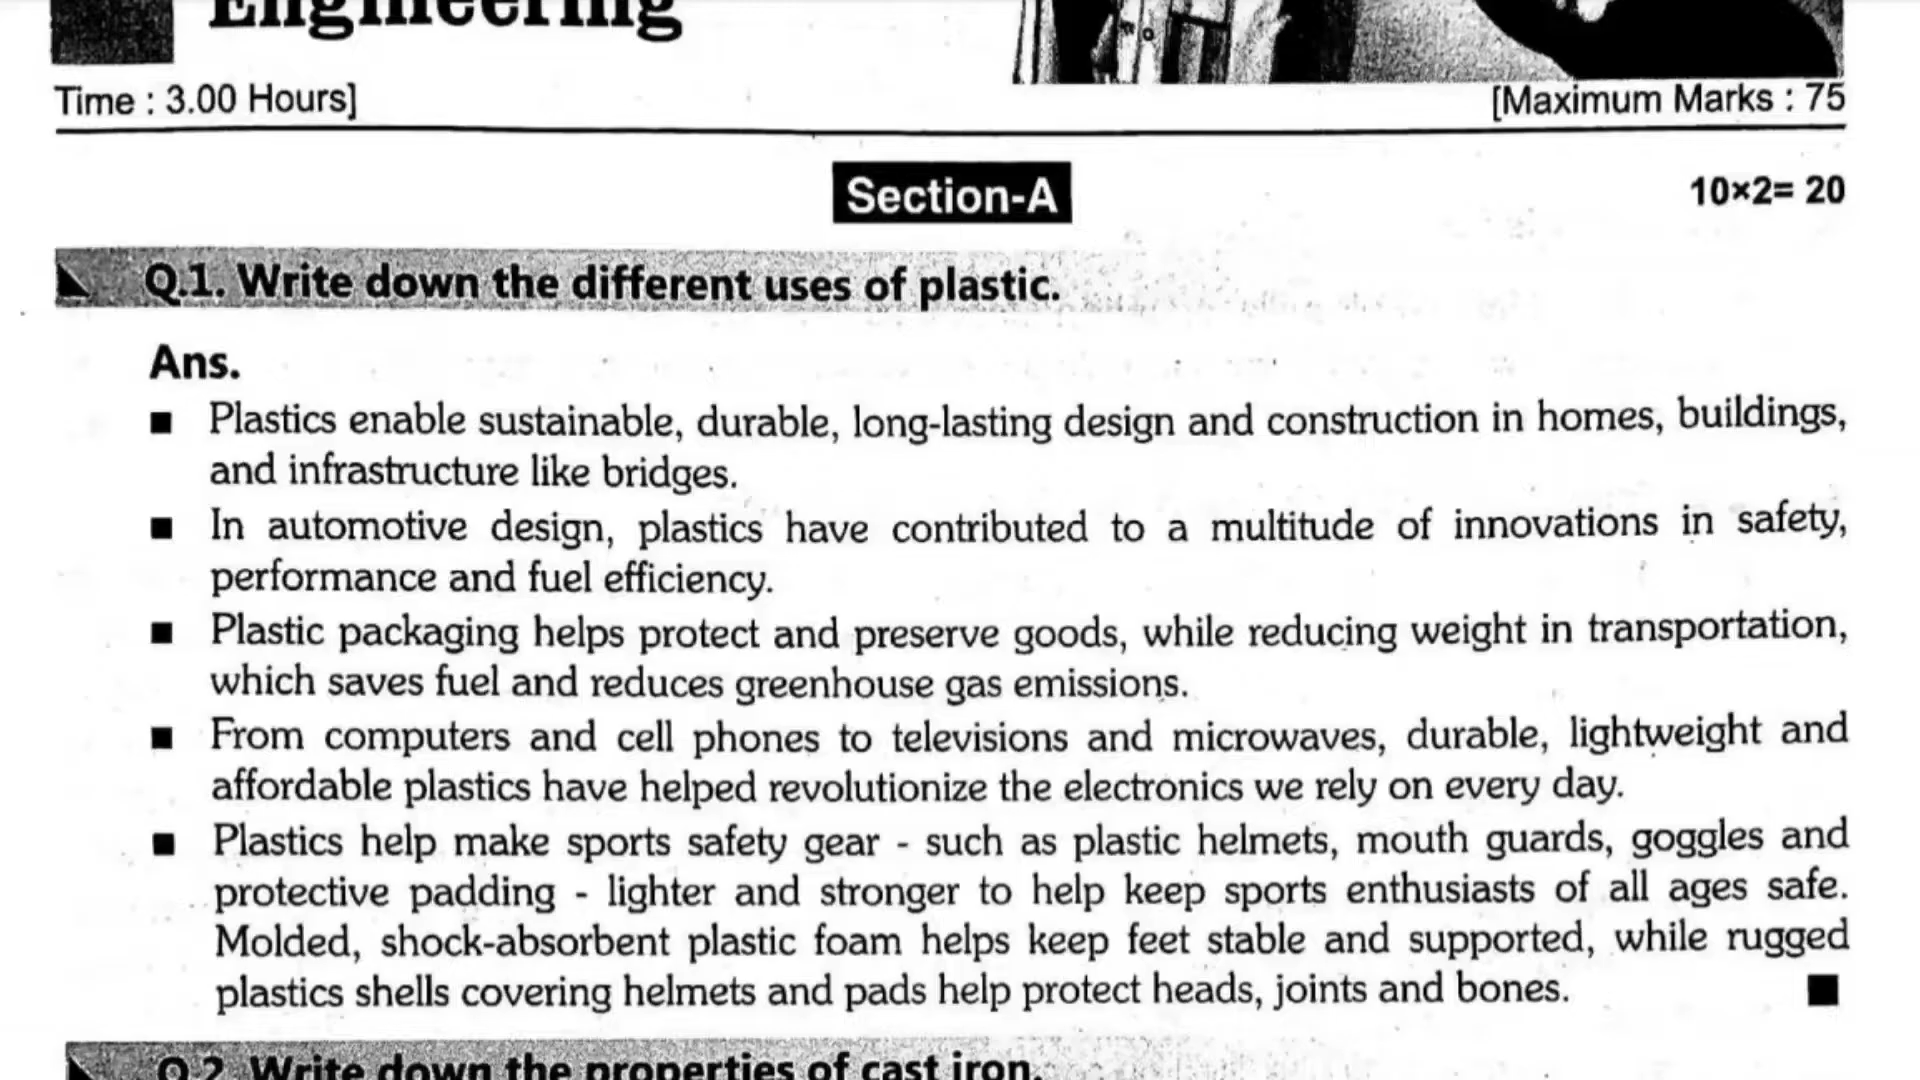 Engineering
Time : 3.00 Hours]
[Maximum Marks : 75
Section-A
10×2= 20
Q.1. Write down the different uses of plastic.
Ans.
■ Plastics enable sustainable, durable, long-lasting design and construction in homes, buildings,
and infrastructure like bridges.
■ In automotive design, plastics have contributed to a multitude of innovations in safety,
performance and fuel efficiency.
■ Plastic packaging helps protect and preserve goods, while reducing weight in transportation,
which saves fuel and reduces greenhouse gas emissions.
■ From computers and cell phones to televisions and microwaves, durable, lightweight and
affordable plastics have helped revolutionize the electronics we rely on every day.
■ Plastics help make sports safety gear - such as plastic helmets, mouth guards, goggles and
protective padding - lighter and stronger to help keep sports enthusiasts of all ages safe.
Molded, shock-absorbent plastic foam helps keep feet stable and supported, while rugged
plastics shells covering helmets and pads help protect heads, joints and bones. ■
Q.2. Write down the properties of cast iron.